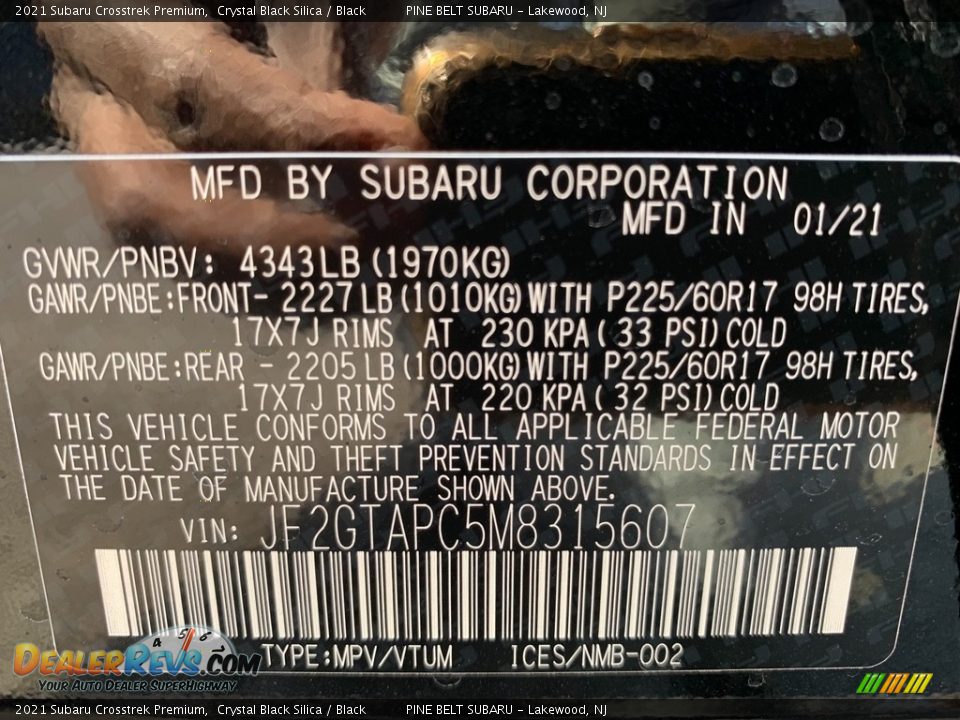 2021 Subaru Crosstrek Premium,  Crystal Black Silica / Black  PINE BELT SUBARU - Lakewood, NJ
MFD BY SUBARU CORPORATION
MFD IN 01/21
GVWR/PNBV: 4343LB(1970KG)
GAWR/PNBE:FRONT- 2227LB(1010KG)WITH P225/60R17 98H TIRES,
17X7J RIMS AT 230 KPA(33 PSI)COLD
GAWR/PNBE:REAR - 2205LB(1000KG)WITH P225/60R17 98H TIRES,
17X7J RIMS AT 220 KPA(32 PSI)COLD
THIS VEHICLE CONFORMS TO ALL APPLICABLE FEDERAL MOTOR
VEHICLE SAFETY AND THEFT PREVENTION STANDARDS IN EFFECT ON
THE DATE OF MANUFACTURE SHOWN ABOVE.
VIN: JF2GTAPC5M8315607
TYPE:MPV/VTUM ICES/NMB-002
4 5 6 7
DEALERREVS.COM
YOUR AUTO DEALER SUPERHIGHWAY
2021 Subaru Crosstrek Premium,  Crystal Black Silica / Black  PINE BELT SUBARU - Lakewood, NJ